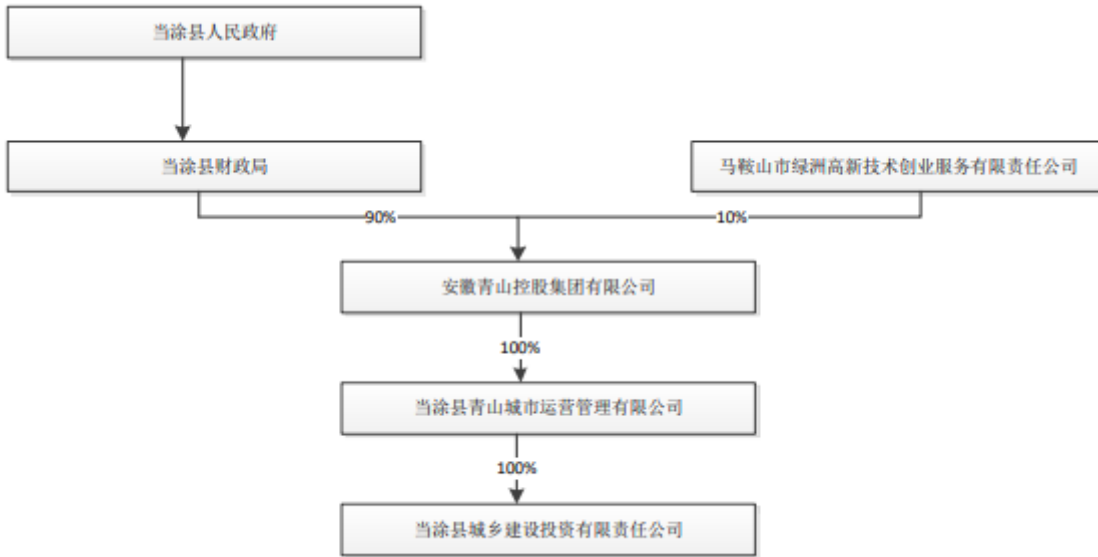 当涂县人民政府
当涂县财政局
马鞍山市绿洲高新技术创业服务有限责任公司
90%
10%
安徽青山控股集团有限公司
100%
当涂县青山城市运营管理有限公司
100%
当涂县城乡建设投资有限责任公司